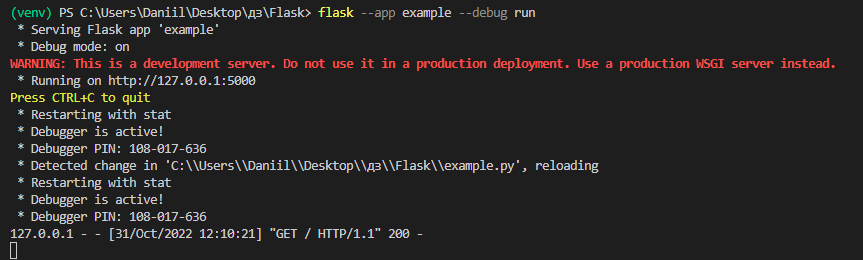 (venv) PS C:\Users\Daniil\Desktop\дз\Flask> flask --app example --debug run
 * Serving Flask app 'example'
 * Debug mode: on
WARNING: This is a development server. Do not use it in a production deployment. Use a production WSGI server instead.
 * Running on http://127.0.0.1:5000
Press CTRL+C to quit
 * Restarting with stat
 * Debugger is active!
 * Debugger PIN: 108-017-636
 * Detected change in 'C:\\Users\\Daniil\\Desktop\\дз\\Flask\\example.py', reloading
 * Restarting with stat
 * Debugger is active!
 * Debugger PIN: 108-017-636
127.0.0.1 - - [31/Oct/2022 12:10:21] "GET / HTTP/1.1" 200 -